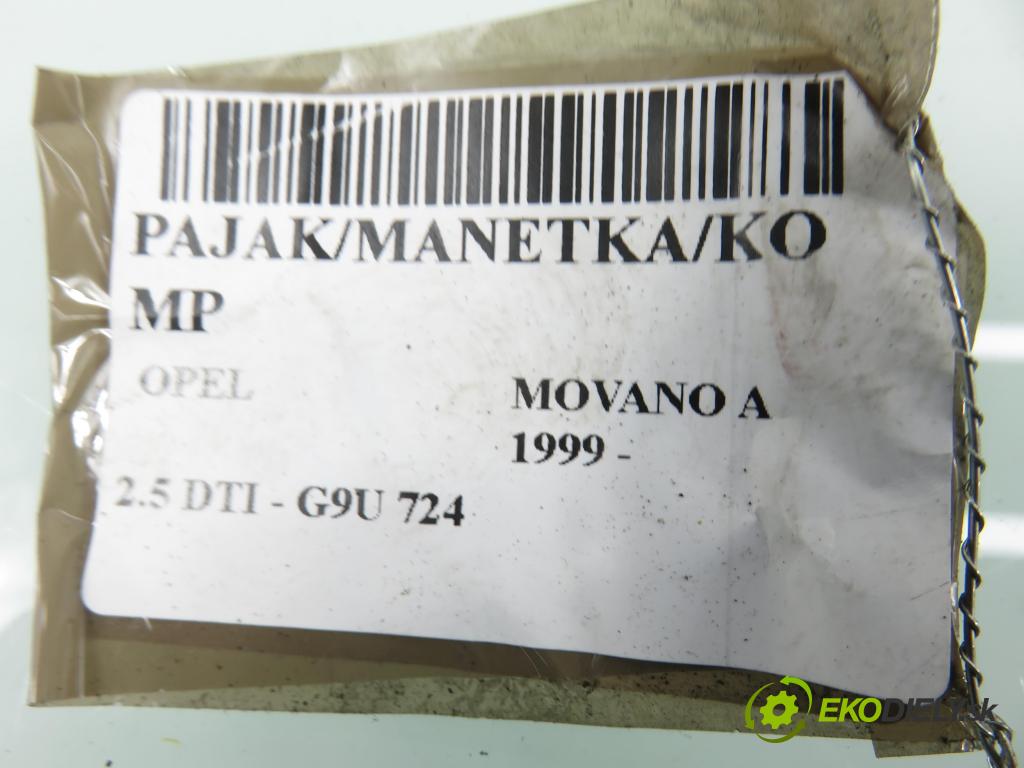 PAJAK/MANETKA/KO
MP
OPEL MOVANO A
1999 -
2.5 DTI - G9U 724
EKODIELY.sk